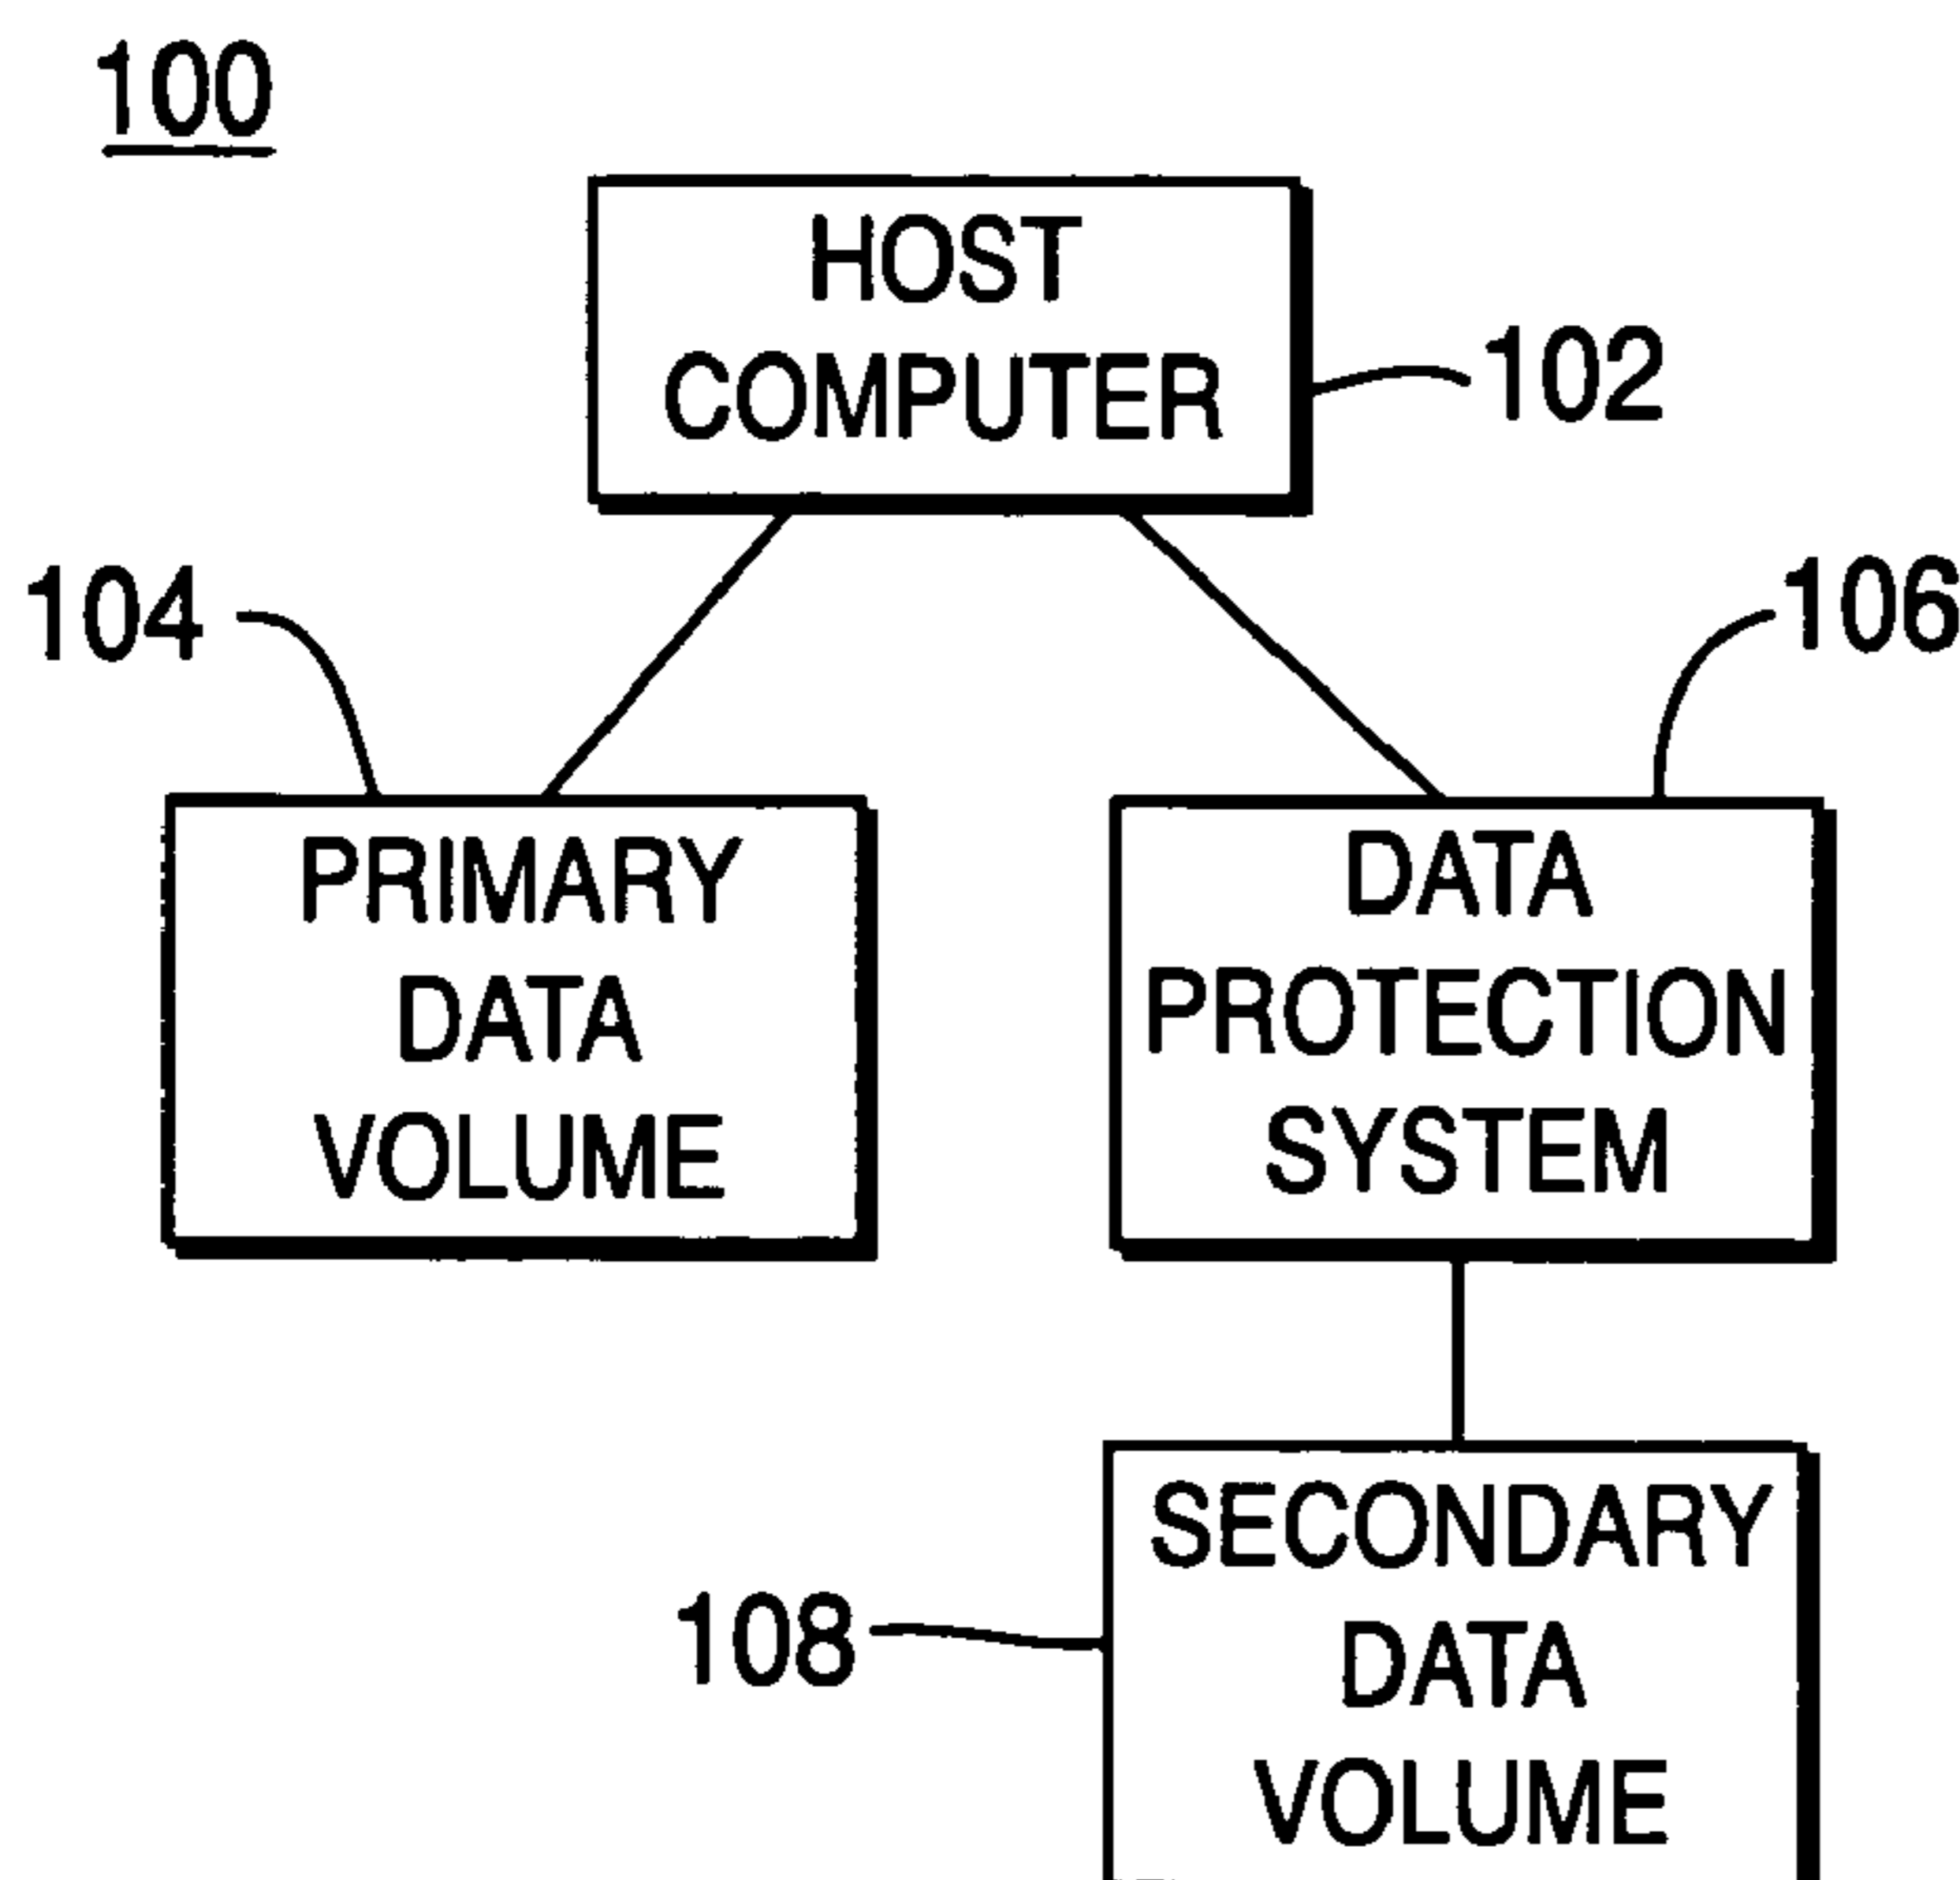 100
HOST
COMPUTER
102
104
106
PRIMARY
DATA
VOLUME
DATA
PROTECTION
SYSTEM
108
SECONDARY
DATA
VOLUME